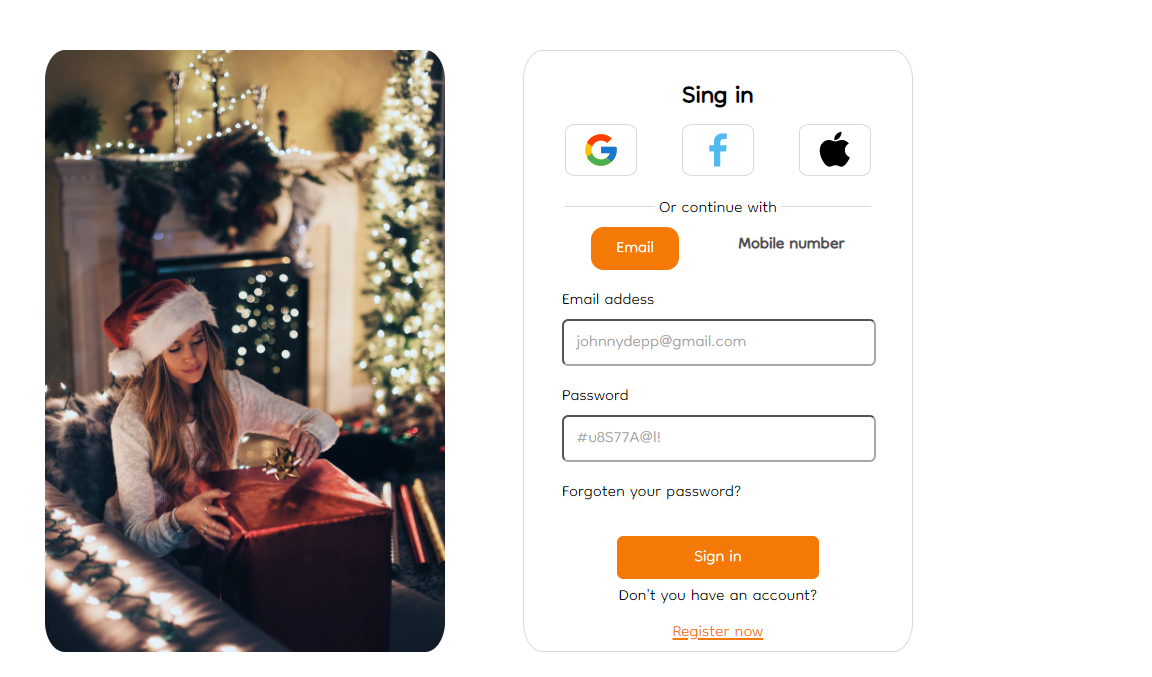 Sing in
Or continue with
Email
Mobile number
Email addess
johnnydepp@gmail.com
Password
#u8S77A@l!
Forgoten your password?
Sign in
Don't you have an account?
Register now